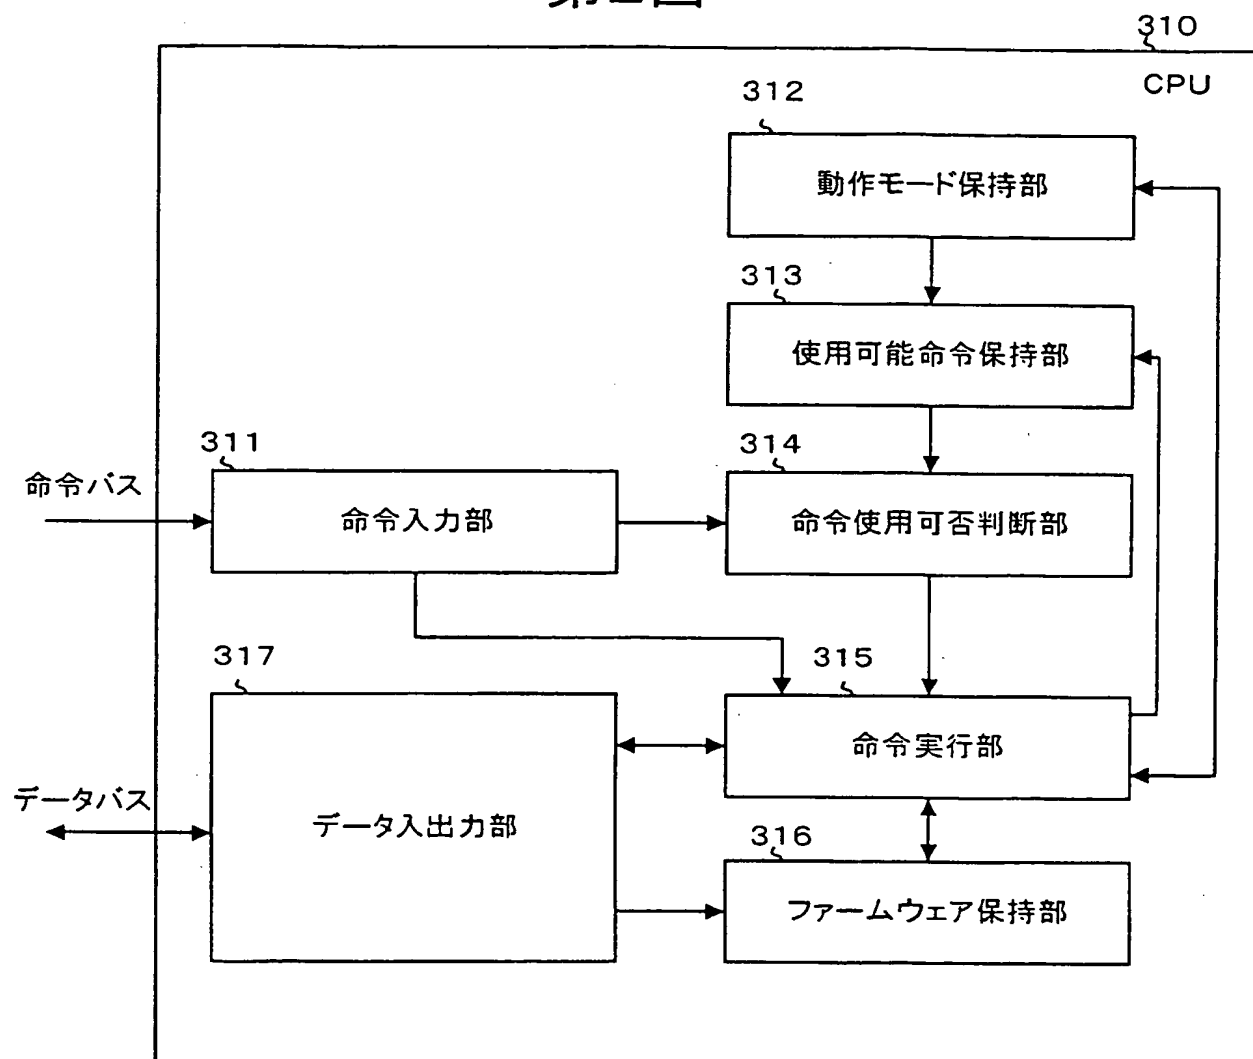 310
CPU
312
動作モード保持部
313
使用可能命令保持部
311
314
命令バス
命令入力部
命令使用可否判断部
317
315
命令実行部
データバス
データ入出力部
316
ファームウェア保持部